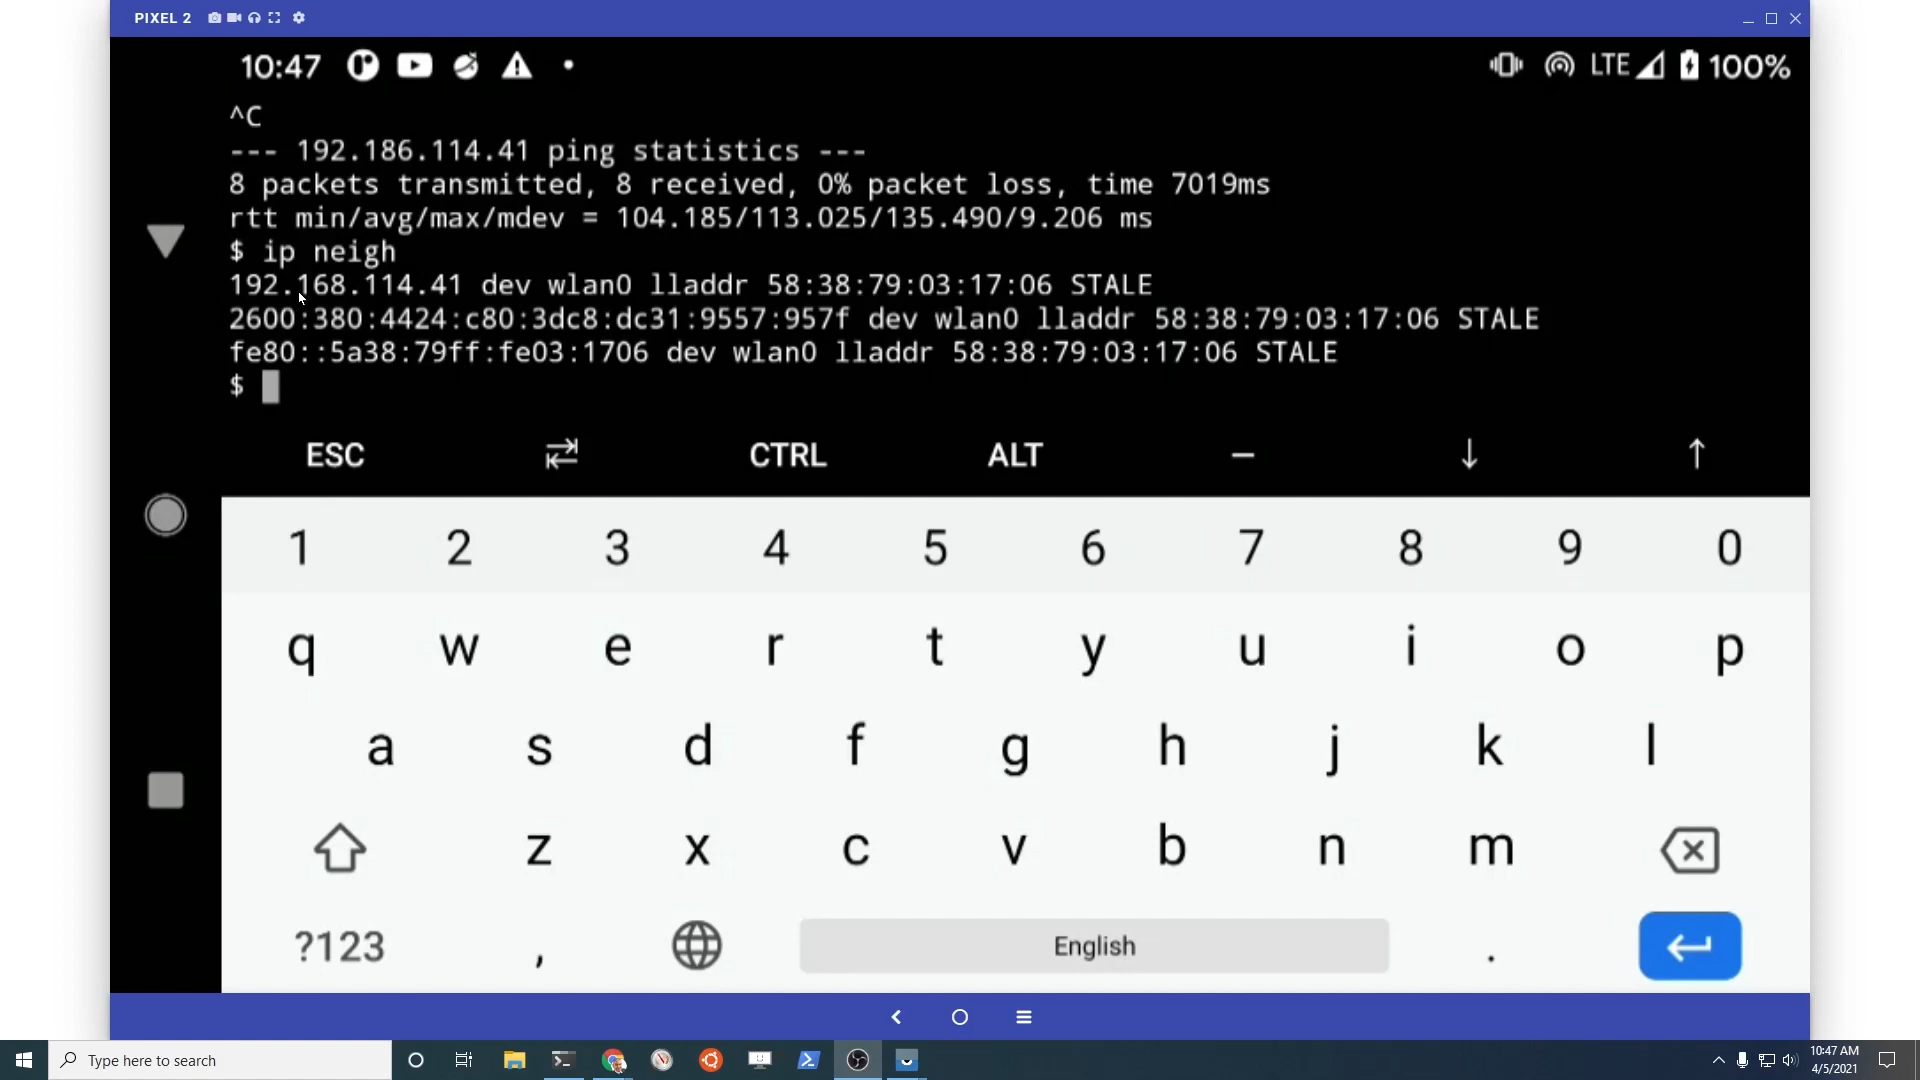 PIXEL 2
10:47
LTE 100%
^C
--- 192.186.114.41 ping statistics ---
8 packets transmitted, 8 received, 0% packet loss, time 7019ms
rtt min/avg/max/mdev = 104.185/113.025/135.490/9.206 ms
$ ip neigh
192.168.114.41 dev wlan0 lladdr 58:38:79:03:17:06 STALE
2600:380:4424:c80:3dc8:dc31:9557:957f dev wlan0 lladdr 58:38:79:03:17:06 STALE
fe80::5a38:79ff:fe03:1706 dev wlan0 lladdr 58:38:79:03:17:06 STALE
$
ESC ⇄ CTRL ALT – ↓ ↑
1 2 3 4 5 6 7 8 9 0
q w e r t y u i o p
a s d f g h j k l
z x c v b n m
?123 , English .
Type here to search
10:47 AM
4/5/2021